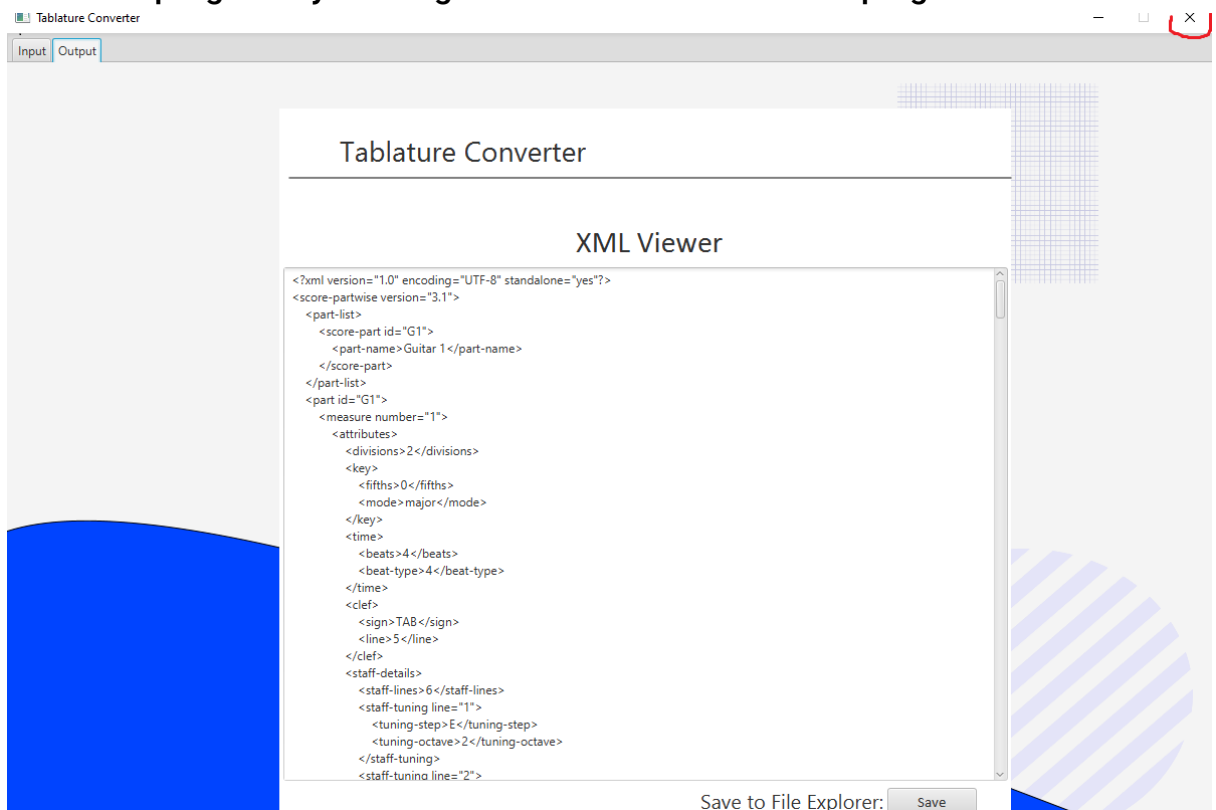 Tablature Converter
Input Output
Tablature Converter
XML Viewer
<?xml version="1.0" encoding="UTF-8" standalone="yes"?>
<score-partwise version="3.1">
<part-list>
<score-part id="G1">
<part-name>Guitar 1</part-name>
</score-part>
</part-list>
<part id="G1">
<measure number="1">
<attributes>
<divisions>2</divisions>
<key>
<fifths>0</fifths>
<mode>major</mode>
</key>
<time>
<beats>4</beats>
<beat-type>4</beat-type>
</time>
<clef>
<sign>TAB</sign>
<line>5</line>
</clef>
<staff-details>
<staff-lines>6</staff-lines>
<staff-tuning line="1">
<tuning-step>E</tuning-step>
<tuning-octave>2</tuning-octave>
</staff-tuning>
<staff-tuning line="2">
Save to File Explorer: Save